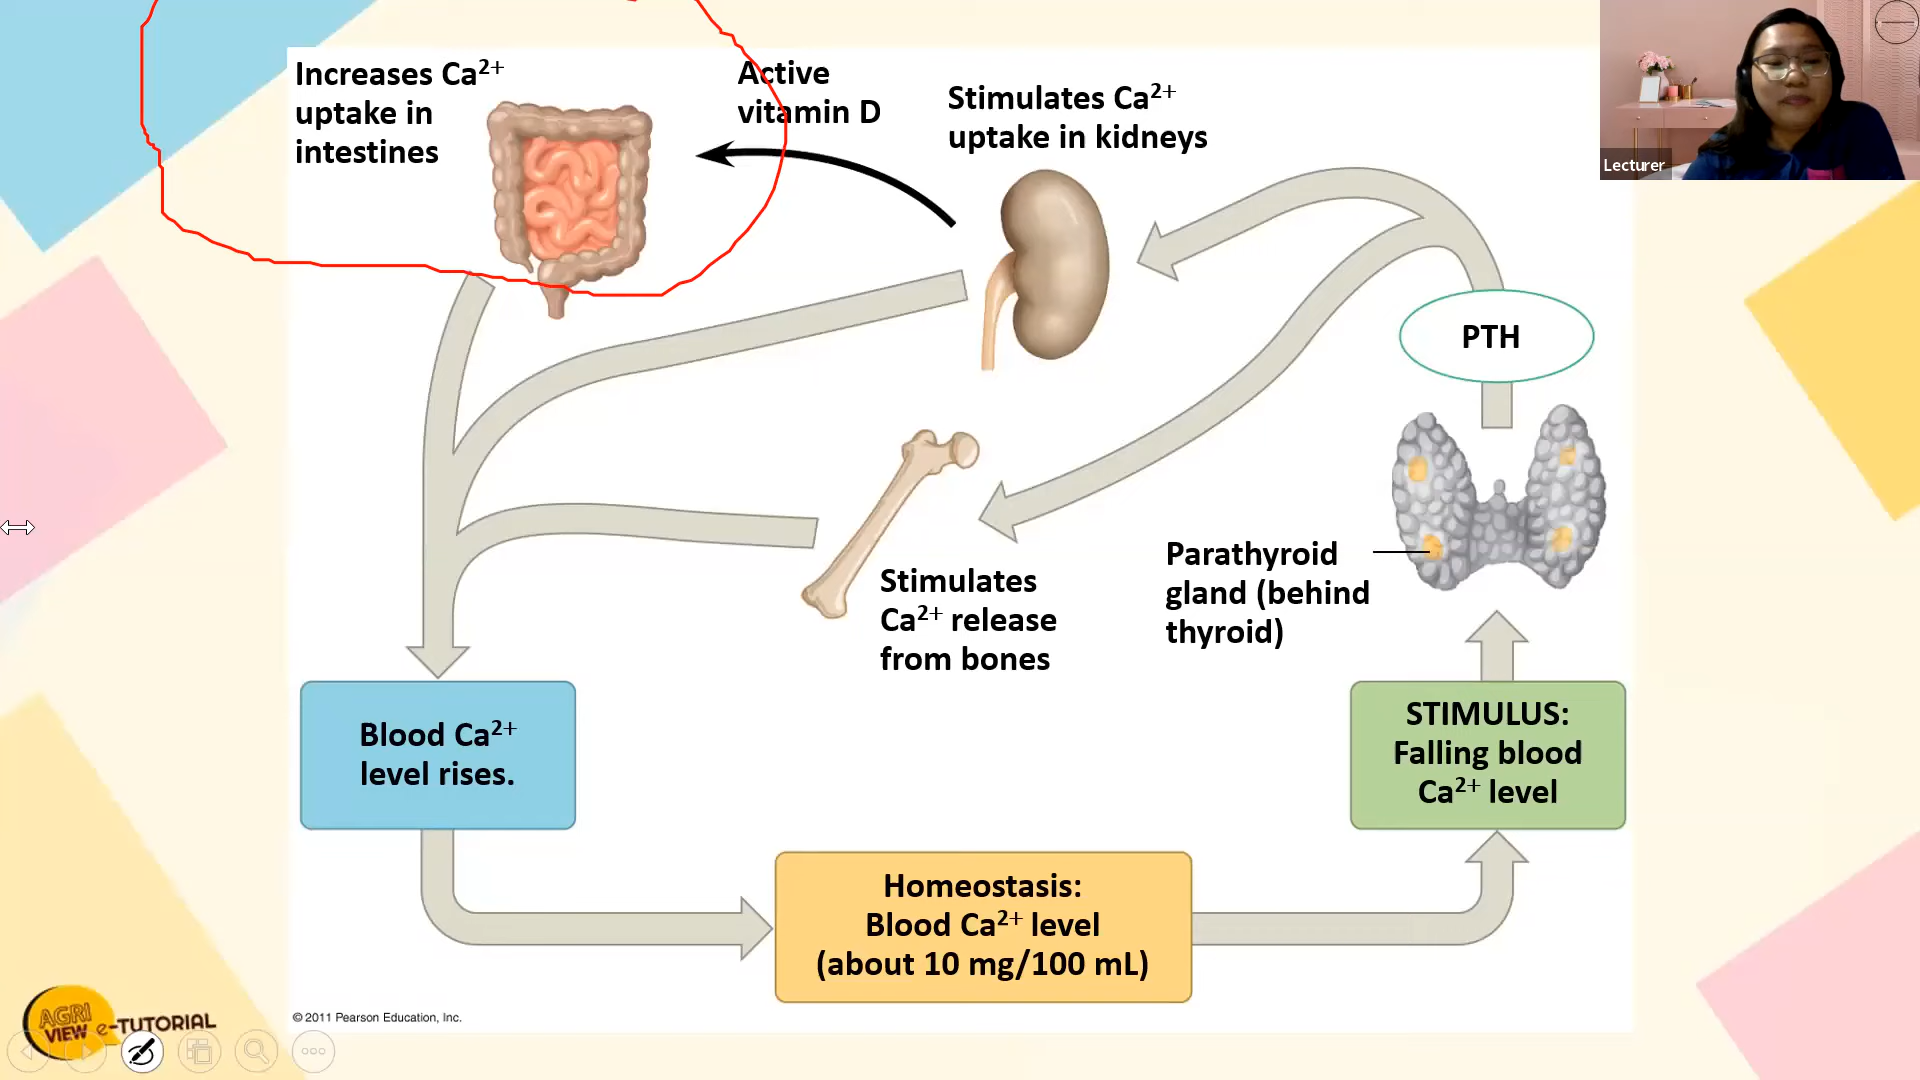 Increases Ca²⁺
uptake in
intestines
Active
vitamin D
Stimulates Ca²⁺
uptake in kidneys
Lecturer
PTH
Stimulates
Ca²⁺ release
from bones
Parathyroid
gland (behind
thyroid)
Blood Ca²⁺
level rises.
STIMULUS:
Falling blood
Ca²⁺ level
Homeostasis:
Blood Ca²⁺ level
(about 10 mg/100 mL)
© 2011 Pearson Education, Inc.
AGRI
VIEW e-TUTORIAL